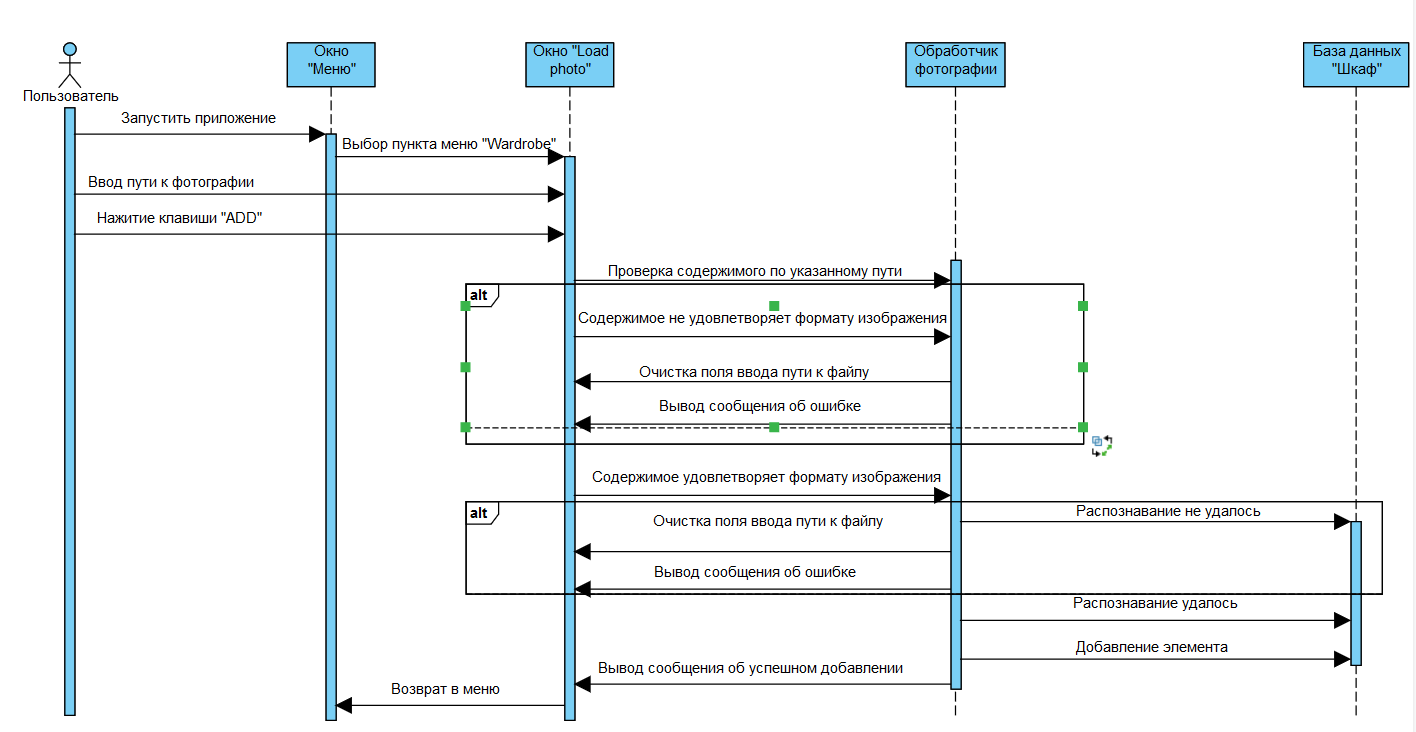 Окно
"Меню"
Окно "Load
photo"
Обработчик
фотографии
База данных
"Шкаф"
Пользователь
Запустить приложение
Выбор пункта меню "Wardrobe"
Ввод пути к фотографии
Нажитие клавиши "ADD"
Проверка содержимого по указанному пути
alt
Содержимое не удовлетворяет формату изображения
Очистка поля ввода пути к файлу
Вывод сообщения об ошибке
Содержимое удовлетворяет формату изображения
alt
Распознавание не удалось
Очистка поля ввода пути к файлу
Вывод сообщения об ошибке
Распознавание удалось
Добавление элемента
Вывод сообщения об успешном добавлении
Возврат в меню